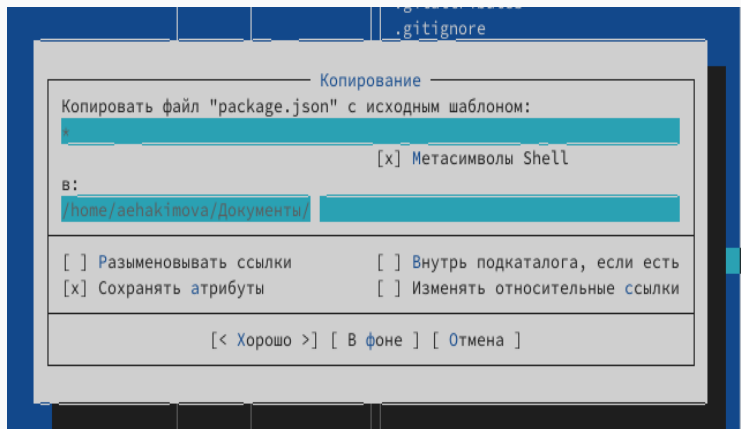 .gitignore
Копирование
Копировать файл "package.json" с исходным шаблоном:
*
[x] Метасимволы Shell
в:
/home/aehakimova/Документы/
[ ] Разыменовывать ссылки [ ] Внутрь подкаталога, если есть
[x] Сохранять атрибуты [ ] Изменять относительные ссылки
[< Хорошо >] [ В фоне ] [ Отмена ]